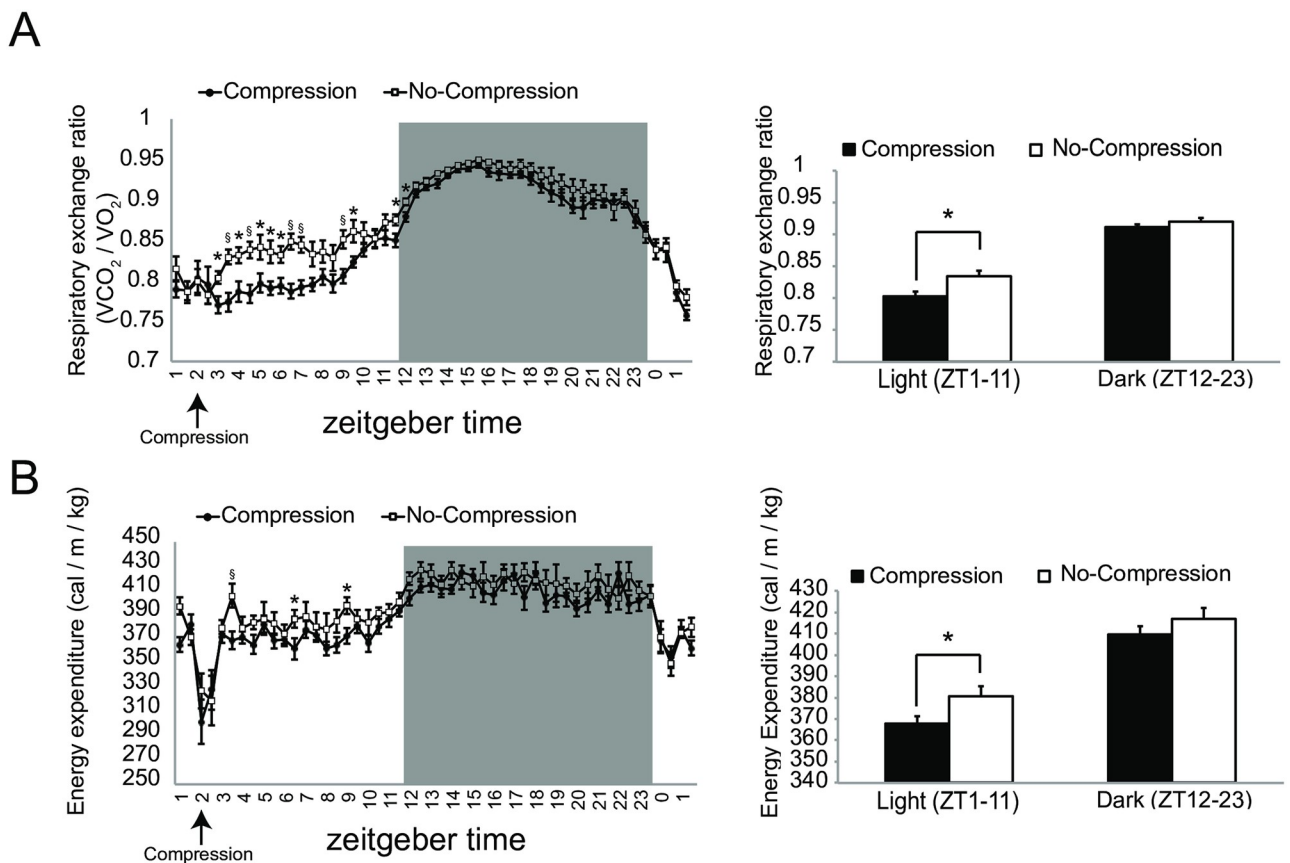 A
Compression No-Compression
Respiratory exchange ratio
(VCO2 / VO2)
1
0.95
0.9
0.85
0.8
0.75
0.7
* § * § * § * * § § § * * *
1 2 3 4 5 6 7 8 9 10 11 12 13 14 15 16 17 18 19 20 21 22 23 0 1
Compression
zeitgeber time
Compression No-Compression
Respiratory exchange ratio
1
0.95
0.9
0.85
0.8
0.75
0.7
*
Light (ZT1-11) Dark (ZT12-23)
B
Compression No-Compression
Energy expenditure (cal / m / kg)
450
430
410
390
370
350
330
310
290
270
250
§ * *
1 2 3 4 5 6 7 8 9 10 11 12 13 14 15 16 17 18 19 20 21 22 23 0 1
Compression
zeitgeber time
Compression No-Compression
Energy Expenditure (cal / m / kg)
430
420
410
400
390
380
370
360
350
340
*
Light (ZT1-11) Dark (ZT12-23)